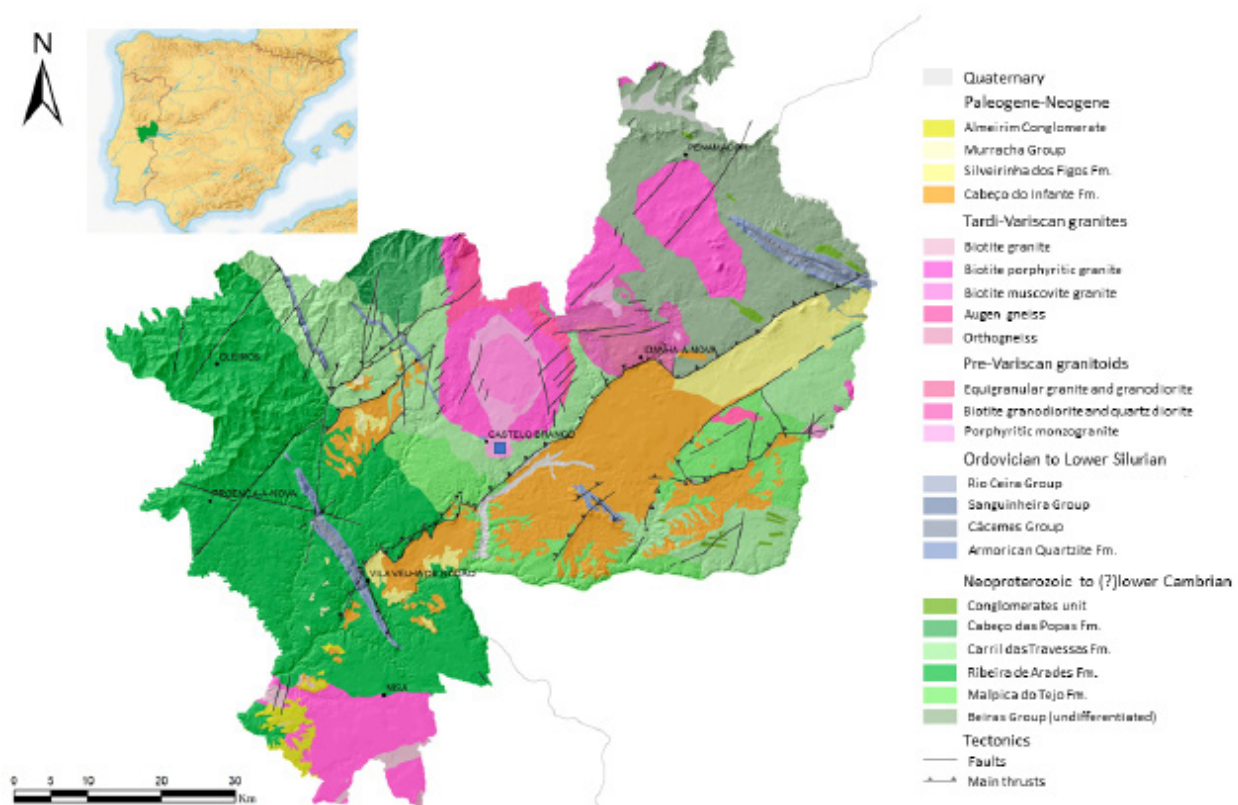 N
PENAMACOR
OLEIROS
IDANHA-A-NOVA
CASTELO BRANCO
PROENÇA-A-NOVA
VILA VELHA DE RODÃO
NISA
0 5 10 20 30
Km
Quaternary
Paleogene-Neogene
Almeirim Conglomerate
Murracha Group
Silveirinha dos Figos Fm.
Cabeço do Infante Fm.
Tardi-Variscan granites
Biotite granite
Biotite porphyritic granite
Biotite muscovite granite
Augen gneiss
Orthogneiss
Pre-Variscan granitoids
Equigranular granite and granodiorite
Biotite granodiorite and quartz diorite
Porphyritic monzogranite
Ordovician to Lower Silurian
Rio Ceira Group
Sanguinheira Group
Cácemes Group
Armorican Quartzite Fm.
Neoproterozoic to (?)lower Cambrian
Conglomerates unit
Cabeço das Popas Fm.
Carril das Travessas Fm.
Ribeira de Arades Fm.
Malpica do Tejo Fm.
Beiras Group (undifferentiated)
Tectonics
Faults
Main thrusts